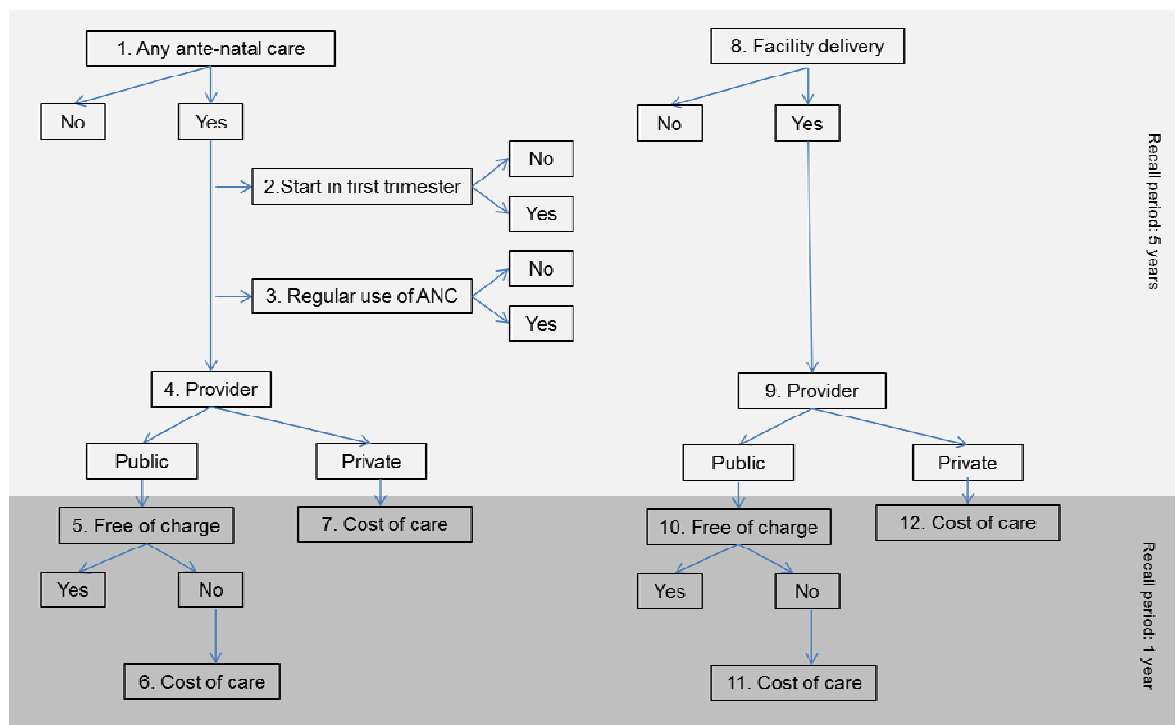 1. Any ante-natal care
No
Yes
2.Start in first trimester
No
Yes
3. Regular use of ANC
No
Yes
4. Provider
Public
Private
5. Free of charge
7. Cost of care
Yes
No
6. Cost of care
8. Facility delivery
No
Yes
9. Provider
Public
Private
10. Free of charge
12. Cost of care
Yes
No
11. Cost of care
Recall period: 5 years
Recall period: 1 year